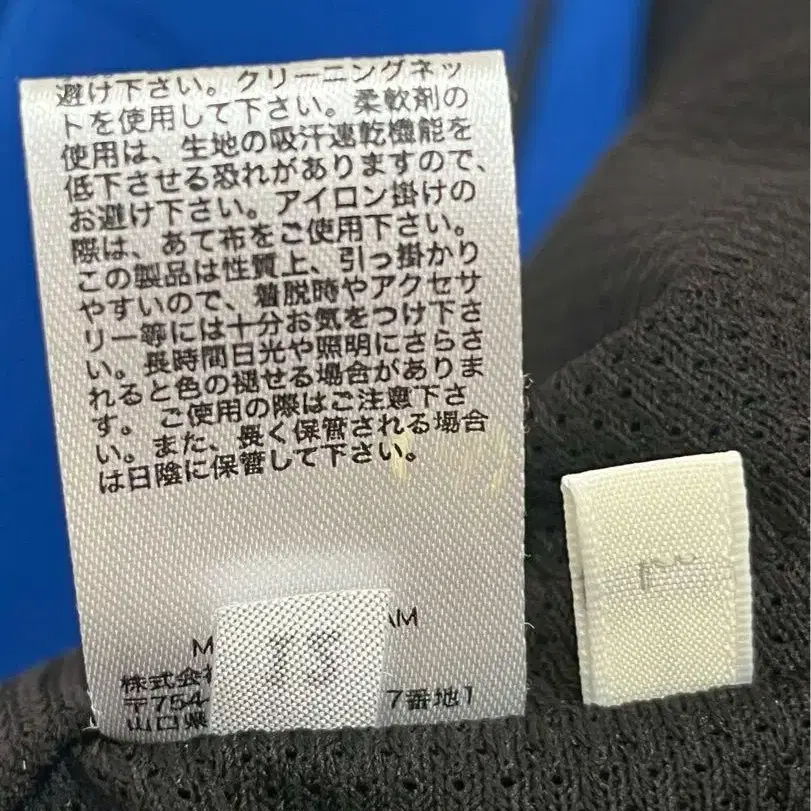 避け下さい。クリーニングネッ
トを使用して下さい。柔軟剤の
使用は、生地の吸汗速乾機能を
低下させる恐れがありますので、
お避け下さい。アイロン掛けの
際は、あて布をご使用下さい。
この製品は性質上、引っ掛かり
やすいので、着脱時やアクセサ
リー等には十分お気をつけ下さ
い。長時間日光や照明にさらさ
れると色の褪せる場合がありま
す。ご使用の際はご注意下さ
い。また、長く保管される場合
は日陰に保管して下さい。
M AM
株式会
〒754 7番地1
山口県